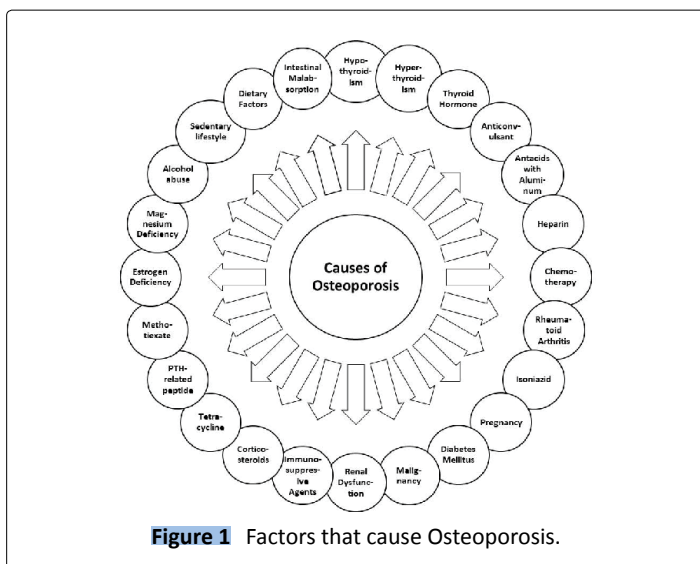 Hypo-
thyroid-
ism
Hyper-
thyroid-
ism
Thyroid
Hormone
Anticonv-
ulsant
Antacids
with
Alumi-
num
Heparin
Chemo-
therapy
Rheuma-
toid
Arthritis
Isoniazid
Pregnancy
Diabetes
Mellitus
Malig-
nancy
Renal
Dysfunc-
tion
Immuno-
suppres-
sive
Agents
Cortico-
steroids
Tetra-
cycline
PTH-
related
peptide
Metho-
tiexate
Estrogen
Deficiency
Mag-
nesium
Deficiency
Alcohol
abuse
Sedentary
lifestyle
Dietary
Factors
Intestinal
Malab-
sorption
Causes of
Osteoporosis
Figure 1 Factors that cause Osteoporosis.